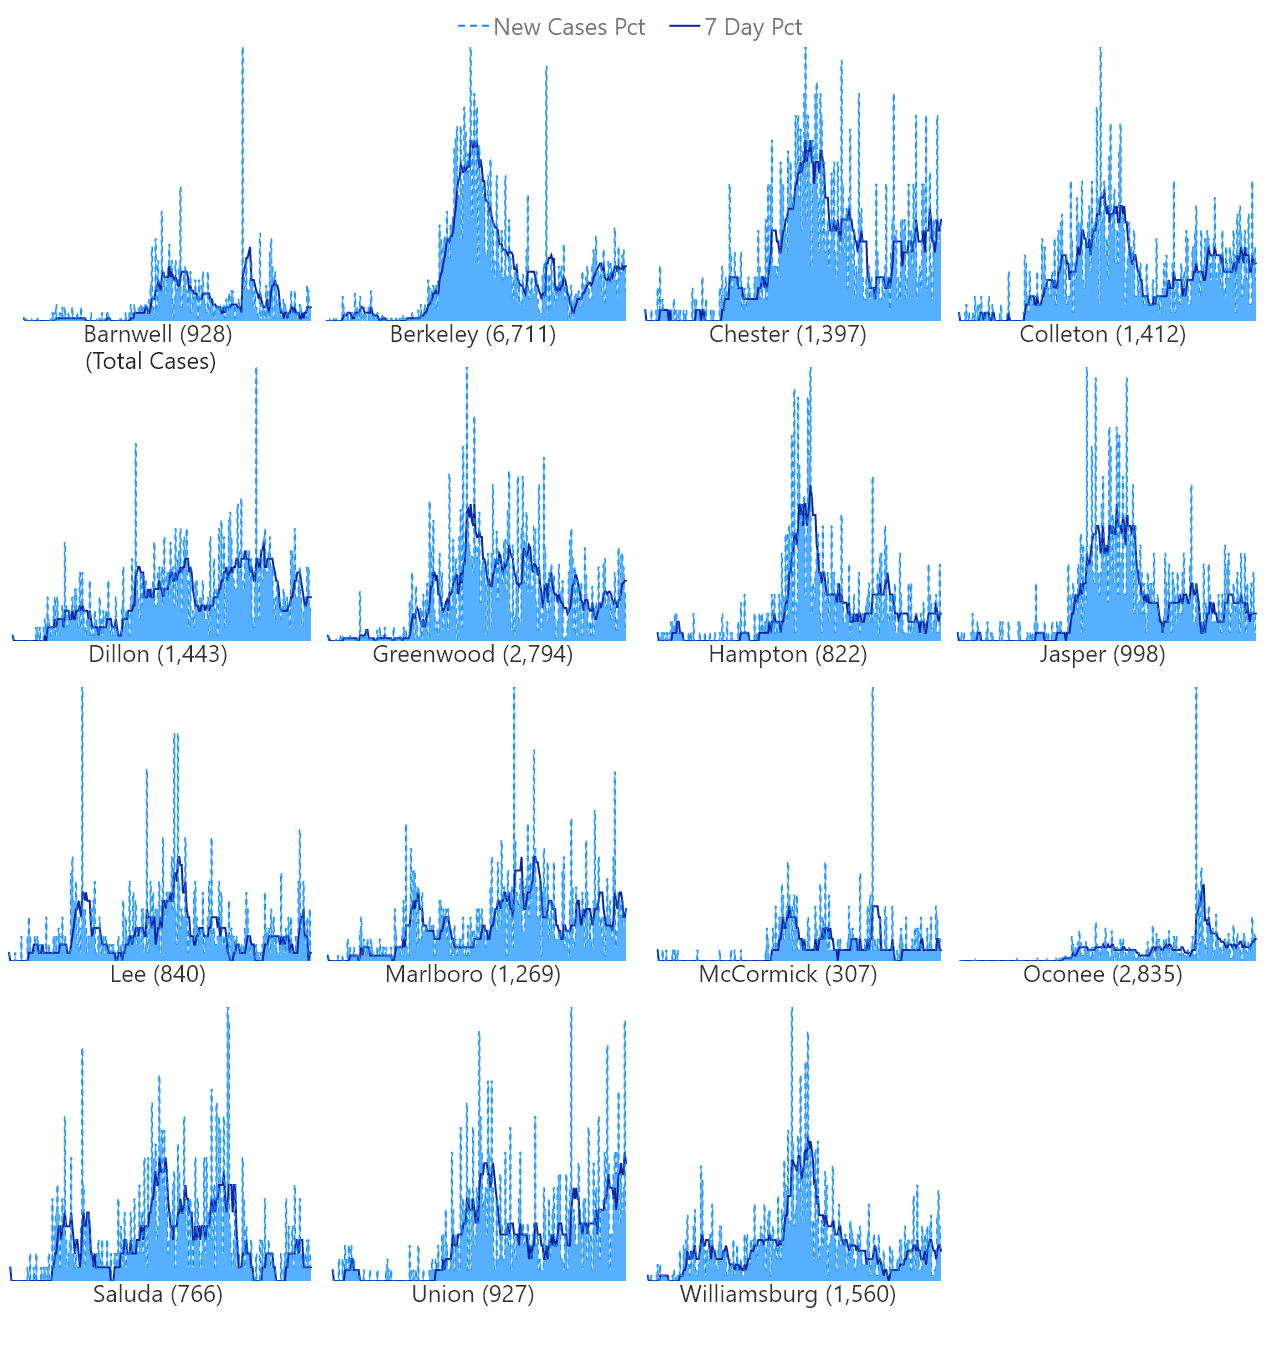 New Cases Pct 7 Day Pct
Barnwell (928) Berkeley (6,711) Chester (1,397) Colleton (1,412)
(Total Cases)
Dillon (1,443) Greenwood (2,794) Hampton (822) Jasper (998)
Lee (840) Marlboro (1,269) McCormick (307) Oconee (2,835)
Saluda (766) Union (927) Williamsburg (1,560)